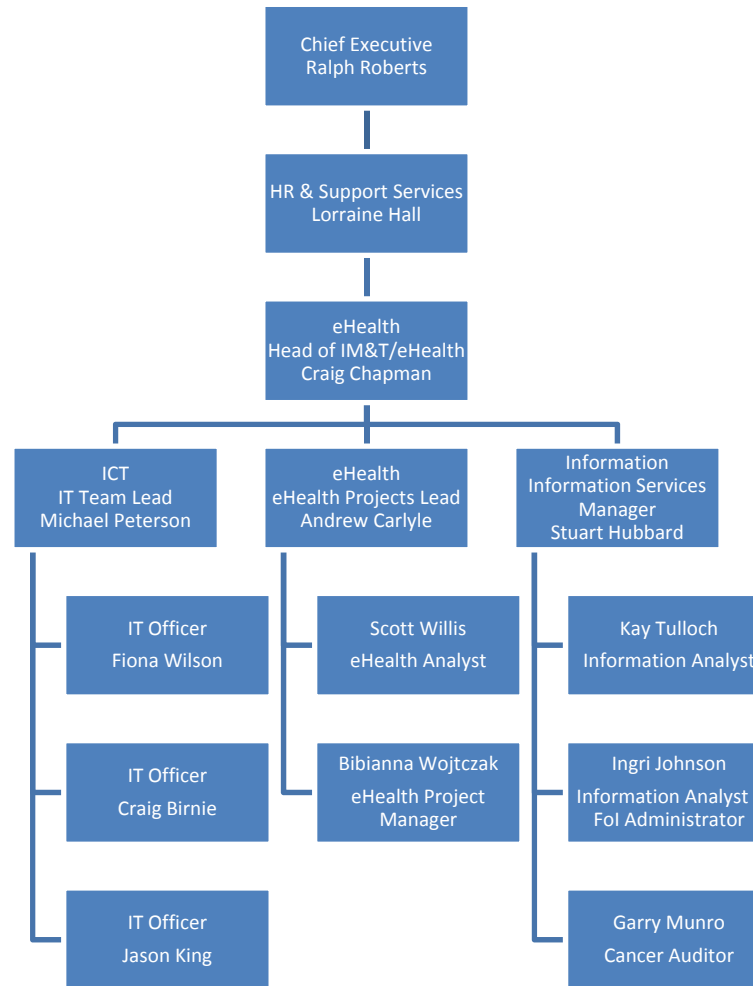 Chief Executive
Ralph Roberts
HR & Support Services
Lorraine Hall
eHealth
Head of IM&T/eHealth
Craig Chapman
ICT
IT Team Lead
Michael Peterson
eHealth
eHealth Projects Lead
Andrew Carlyle
Information
Information Services
Manager
Stuart Hubbard
IT Officer
Fiona Wilson
Scott Willis
eHealth Analyst
Kay Tulloch
Information Analyst
IT Officer
Craig Birnie
Bibianna Wojtczak
eHealth Project
Manager
Ingri Johnson
Information Analyst
FoI Administrator
IT Officer
Jason King
Garry Munro
Cancer Auditor